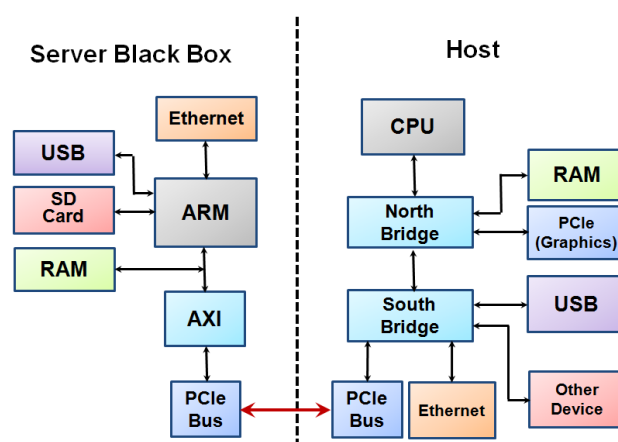 Server Black Box
Host
Ethernet
USB
SD
Card
ARM
RAM
AXI
PCIe
Bus
CPU
RAM
North
Bridge
PCIe
(Graphics)
South
Bridge
USB
PCIe
Bus
Ethernet
Other
Device